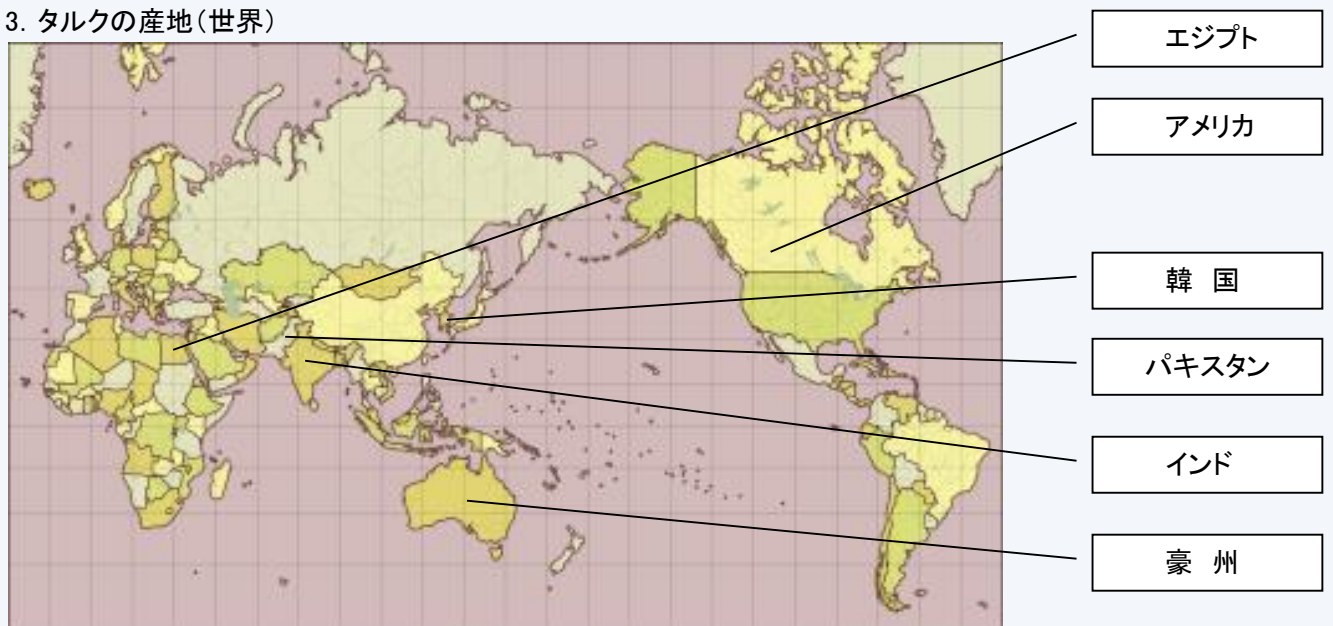 3. タルクの産地（世界）
エジプト
アメリカ
韓　国
パキスタン
インド
豪　州